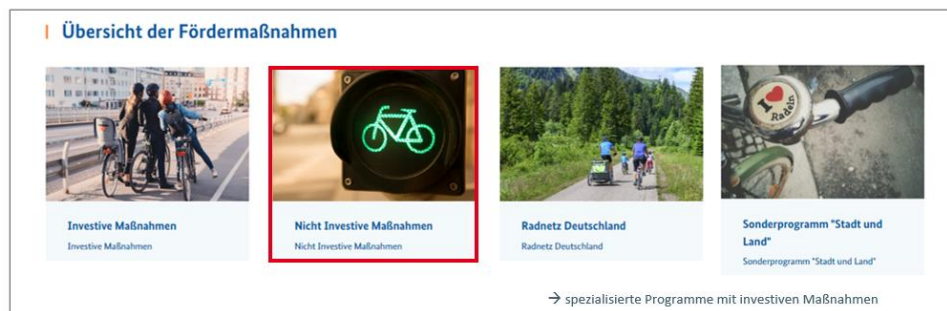 Übersicht der Fördermaßnahmen
I ❤ Radeln
Investive Maßnahmen
Investive Maßnahmen
Nicht Investive Maßnahmen
Nicht Investive Maßnahmen
Radnetz Deutschland
Radnetz Deutschland
Sonderprogramm "Stadt und
Land"
Sonderprogramm "Stadt und Land"
→ spezialisierte Programme mit investiven Maßnahmen